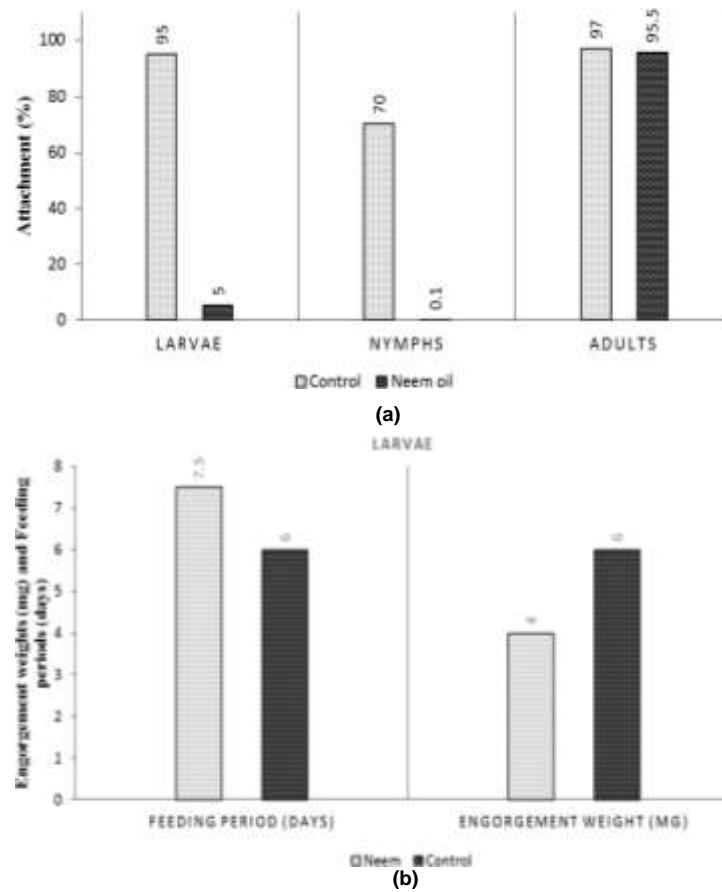 Attachment (%)
100
80
60
40
20
0
95
5
70
0.1
97
95.5
LARVAE
NYMPHS
ADULTS
Control
Neem oil
(a)
LARVAE
Engorgement weights (mg) and Feeding
periods (days)
8
7
6
5
4
3
2
1
0
7.5
6
4
6
FEEDING PERIOD (DAYS)
ENGORGEMENT WEIGHT (MG)
Neem
Control
(b)